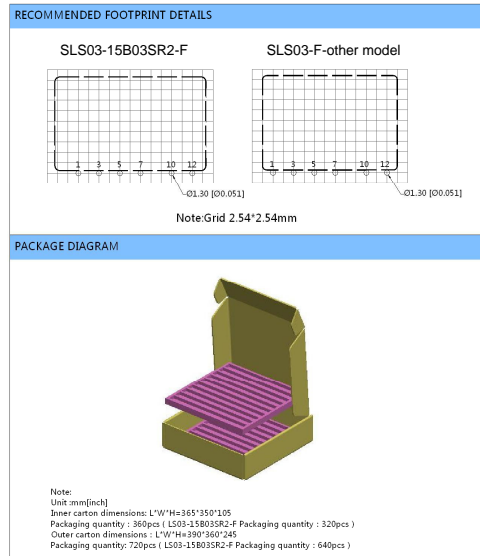 RECOMMENDED FOOTPRINT DETAILS
SLS03-15B03SR2-F SLS03-F-other model
1 3 5 7 10 12 1 3 5 7 10 12
Ø1.30 [Ø0.051] Ø1.30 [Ø0.051]
Note:Grid 2.54*2.54mm
PACKAGE DIAGRAM
Note:
Unit :mm[inch]
Inner carton dimensions: L*W*H=365*350*105
Packaging quantity : 360pcs ( LS03-15B03SR2-F Packaging quantity : 320pcs )
Outer carton dimensions : L*W*H=390*360*245
Packaging quantity: 720pcs ( LS03-15B03SR2-F Packaging quantity : 640pcs )